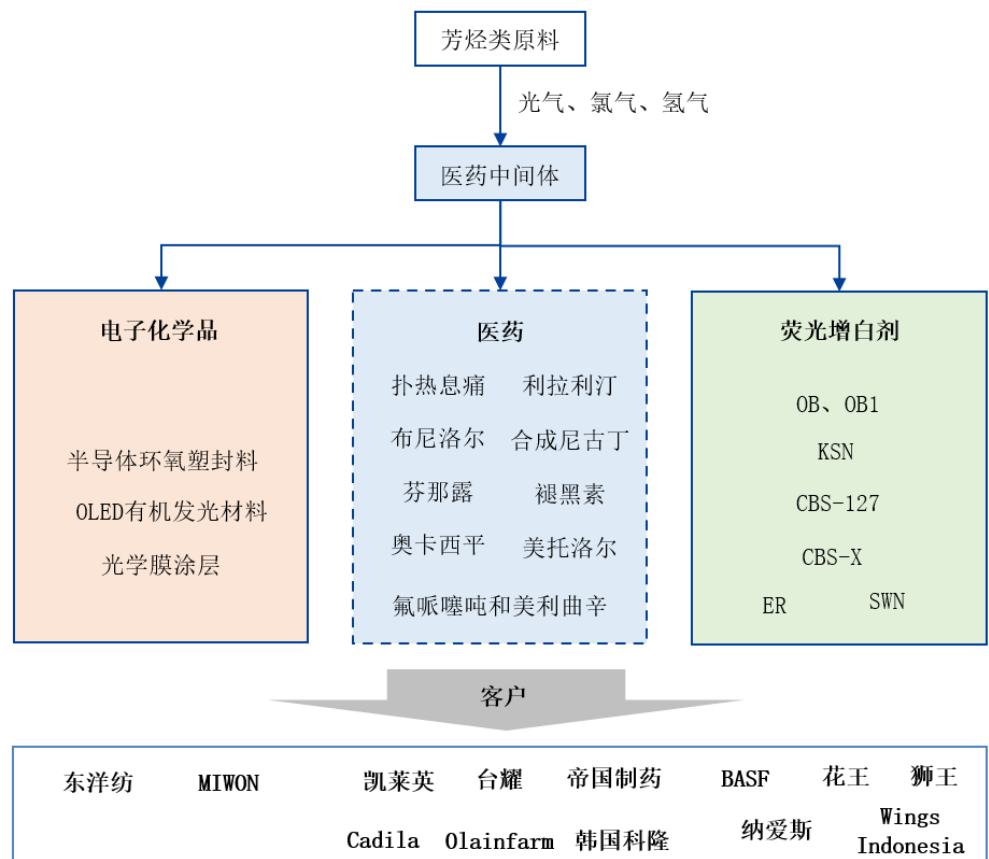 芳烃类原料
光气、氯气、氢气
医药中间体
电子化学品
半导体环氧塑封料
OLED有机发光材料
光学膜涂层
医药
扑热息痛 利拉利汀
布尼洛尔 合成尼古丁
芬那露 褪黑素
奥卡西平 美托洛尔
氟哌噻吨和美利曲辛
荧光增白剂
OB、OB1
KSN
CBS-127
CBS-X
ER SWN
客户
东洋纺 MIWON 凯莱英 台耀 帝国制药 BASF 花王 狮王
Cadila Olainfarm 韩国科隆 纳爱斯 Wings
Indonesia